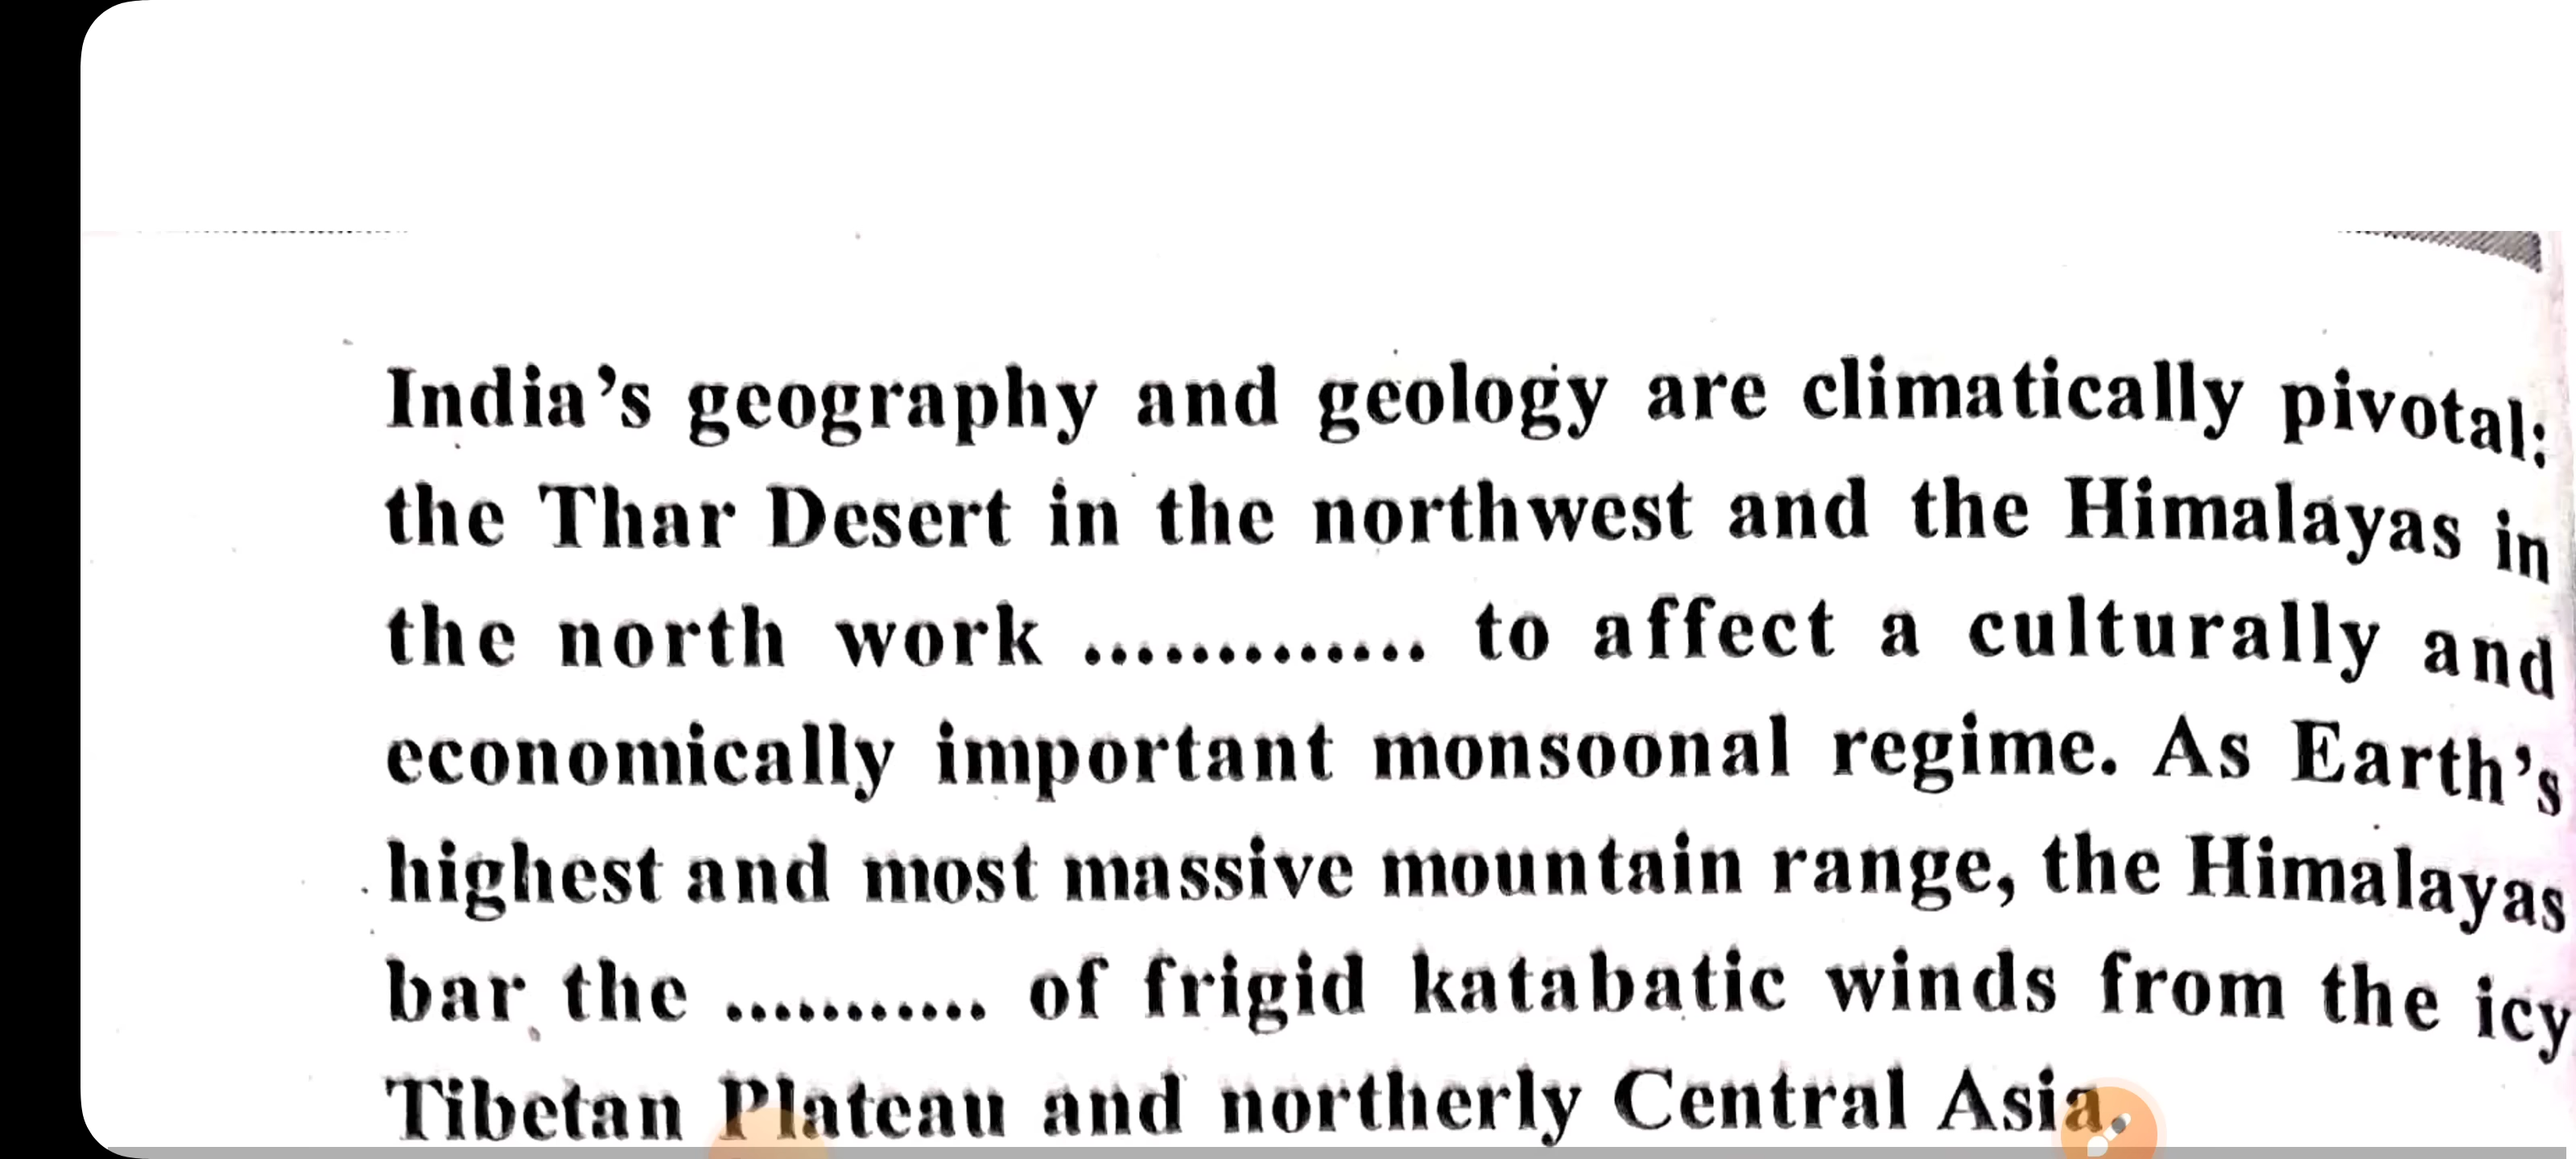 India’s geography and geology are climatically pivotal:
the Thar Desert in the northwest and the Himalayas in
the north work ............. to affect a culturally and
economically important monsoonal regime. As Earth’s
highest and most massive mountain range, the Himalayas
bar the ........... of frigid katabatic winds from the icy
Tibetan Plateau and northerly Central Asia.